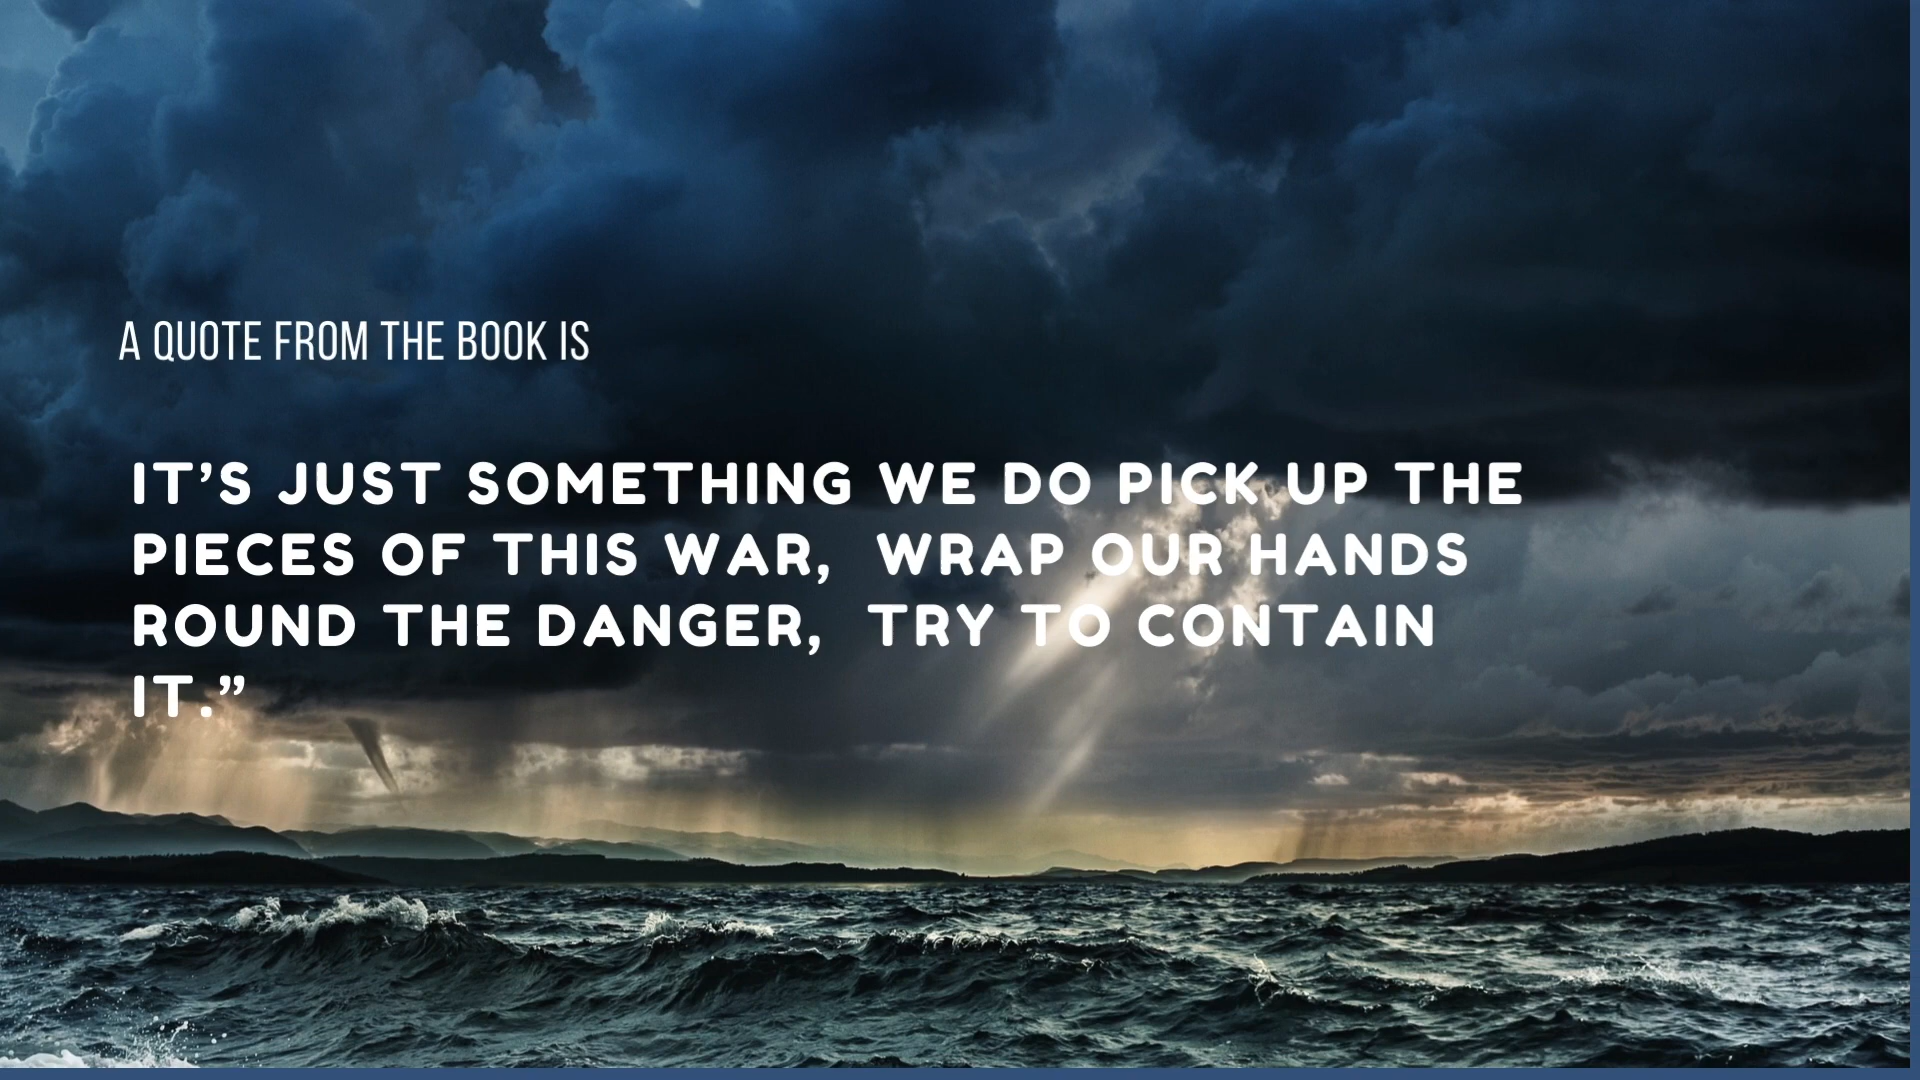 A QUOTE FROM THE BOOK IS
IT’S JUST SOMETHING WE DO PICK UP THE
PIECES OF THIS WAR,  WRAP OUR HANDS
ROUND THE DANGER,  TRY TO CONTAIN
IT.”